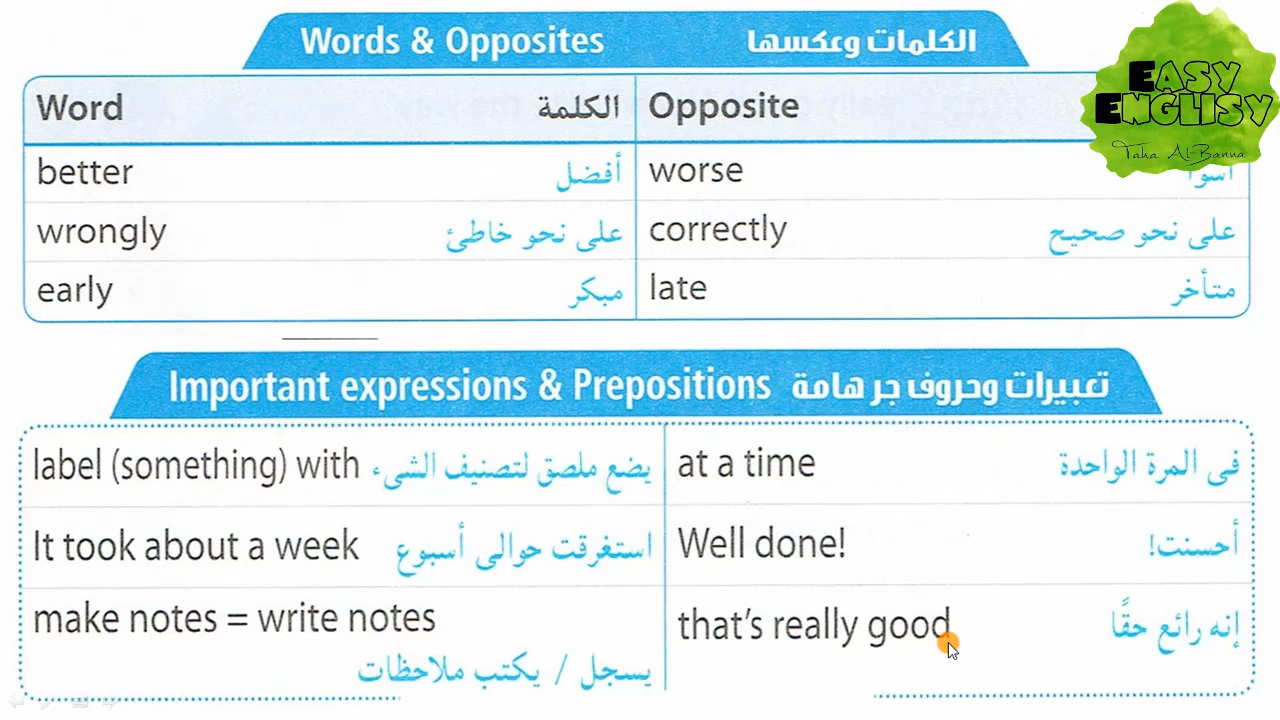 Words & Opposites الكلمات وعكسها
EASY
ENGLISY
Taha Al-Banna
Word الكلمة Opposite
better أفضل worse أسوأ
wrongly على نحو خاطئ correctly على نحو صحيح
early مبكر late متأخر
Important expressions & Prepositions تعبيرات وحروف جر هامة
label (something) with يضع ملصق لتصنيف الشىء at a time فى المرة الواحدة
It took about a week استغرقت حوالى أسبوع Well done! أحسنت!
make notes = write notes that's really good إنه رائع حقًا
يسجل / يكتب ملاحظات